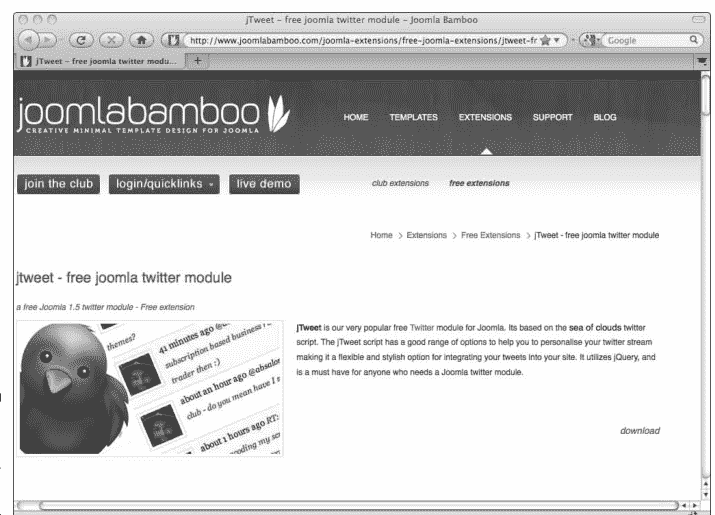 jTweet - free joomla twitter module - Joomla Bamboo
http://www.joomlabamboo.com/joomla-extensions/free-joomla-extensions/jtweet-fr
Google
jTweet - free joomla twitter modu...
joomlabamboo
CREATIVE MINIMAL TEMPLATE DESIGN FOR JOOMLA
HOME TEMPLATES EXTENSIONS SUPPORT BLOG
join the club login/quicklinks live demo club extensions free extensions
Home > Extensions > Free Extensions > jTweet - free joomla twitter module
jtweet - free joomla twitter module
a free Joomla 1.5 twitter module - Free extension
themes?
41 minutes ago
subscription based business
trader then :)
about an hour ago @absalo
club - do you mean have I s
about 1 hours ago RT:
coding my ser
jTweet is our very popular free Twitter module for Joomla. Its based on the sea of clouds twitter
script. The jTweet script has a good range of options to help you to personalise your twitter stream
making it a flexible and stylish option for integrating your tweets into your site. It utilizes jQuery, and
is a must have for anyone who needs a Joomla twitter module.
download